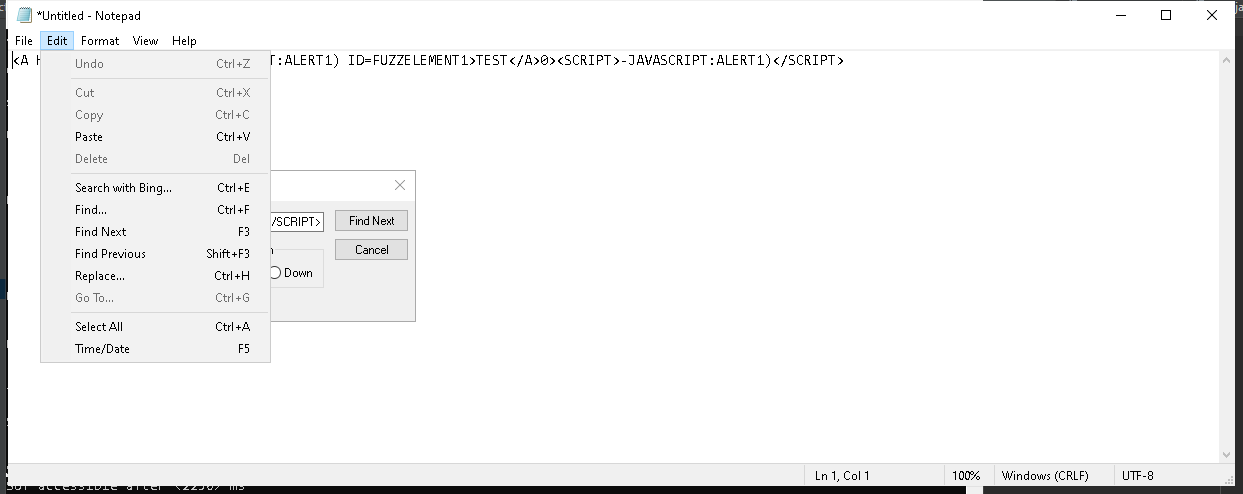 *Untitled - Notepad
File Edit Format View Help
<A H T:ALERT1) ID=FUZZELEMENT1>TEST</A>0><SCRIPT>-JAVASCRIPT:ALERT1)</SCRIPT>
Undo Ctrl+Z
Cut Ctrl+X
Copy Ctrl+C
Paste Ctrl+V
Delete Del
Search with Bing... Ctrl+E
Find... Ctrl+F
Find Next F3
Find Previous Shift+F3
Replace... Ctrl+H
Go To... Ctrl+G
Select All Ctrl+A
Time/Date F5
/SCRIPT> Find Next
Cancel
Down
Ln 1, Col 1 100% Windows (CRLF) UTF-8